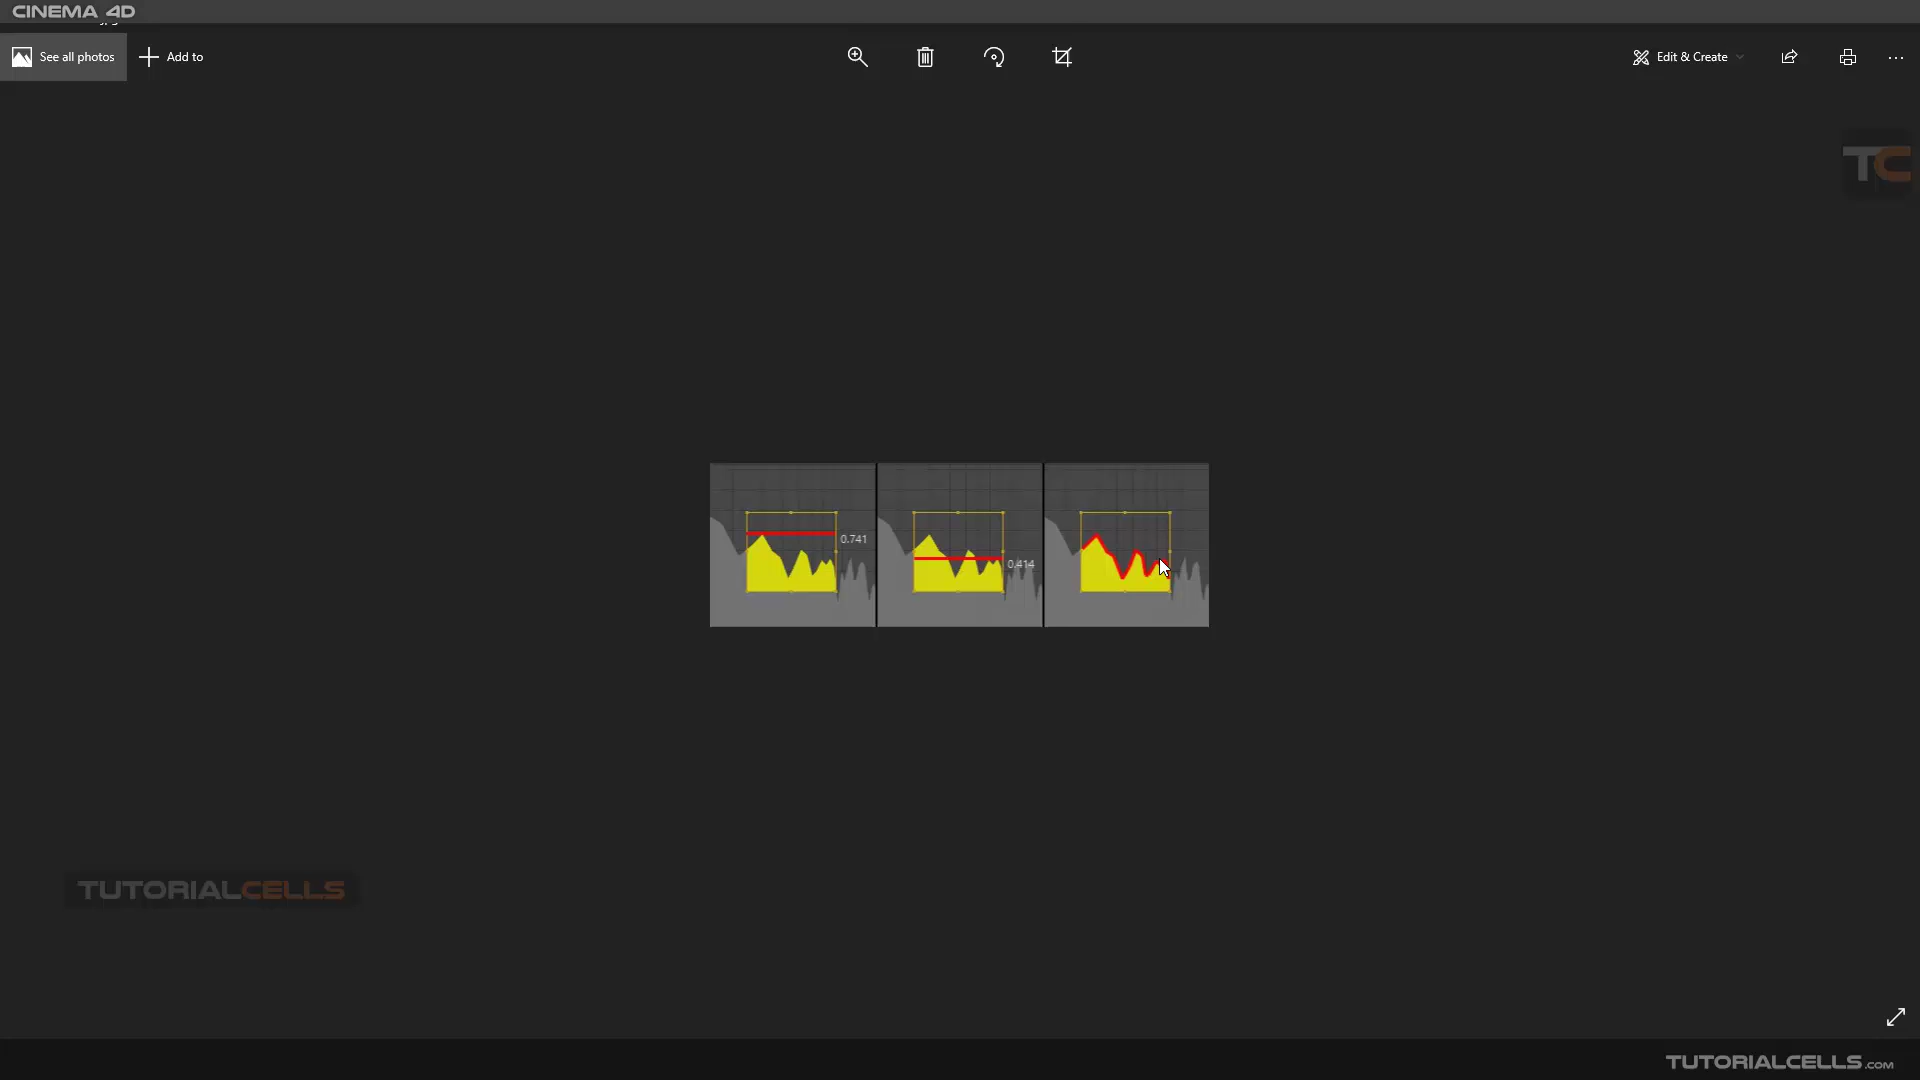 CINEMA 4D
See all photos
Add to
Edit & Create
TC
0.741
0.414
TUTORIALCELLS
TUTORIALCELLS.COM